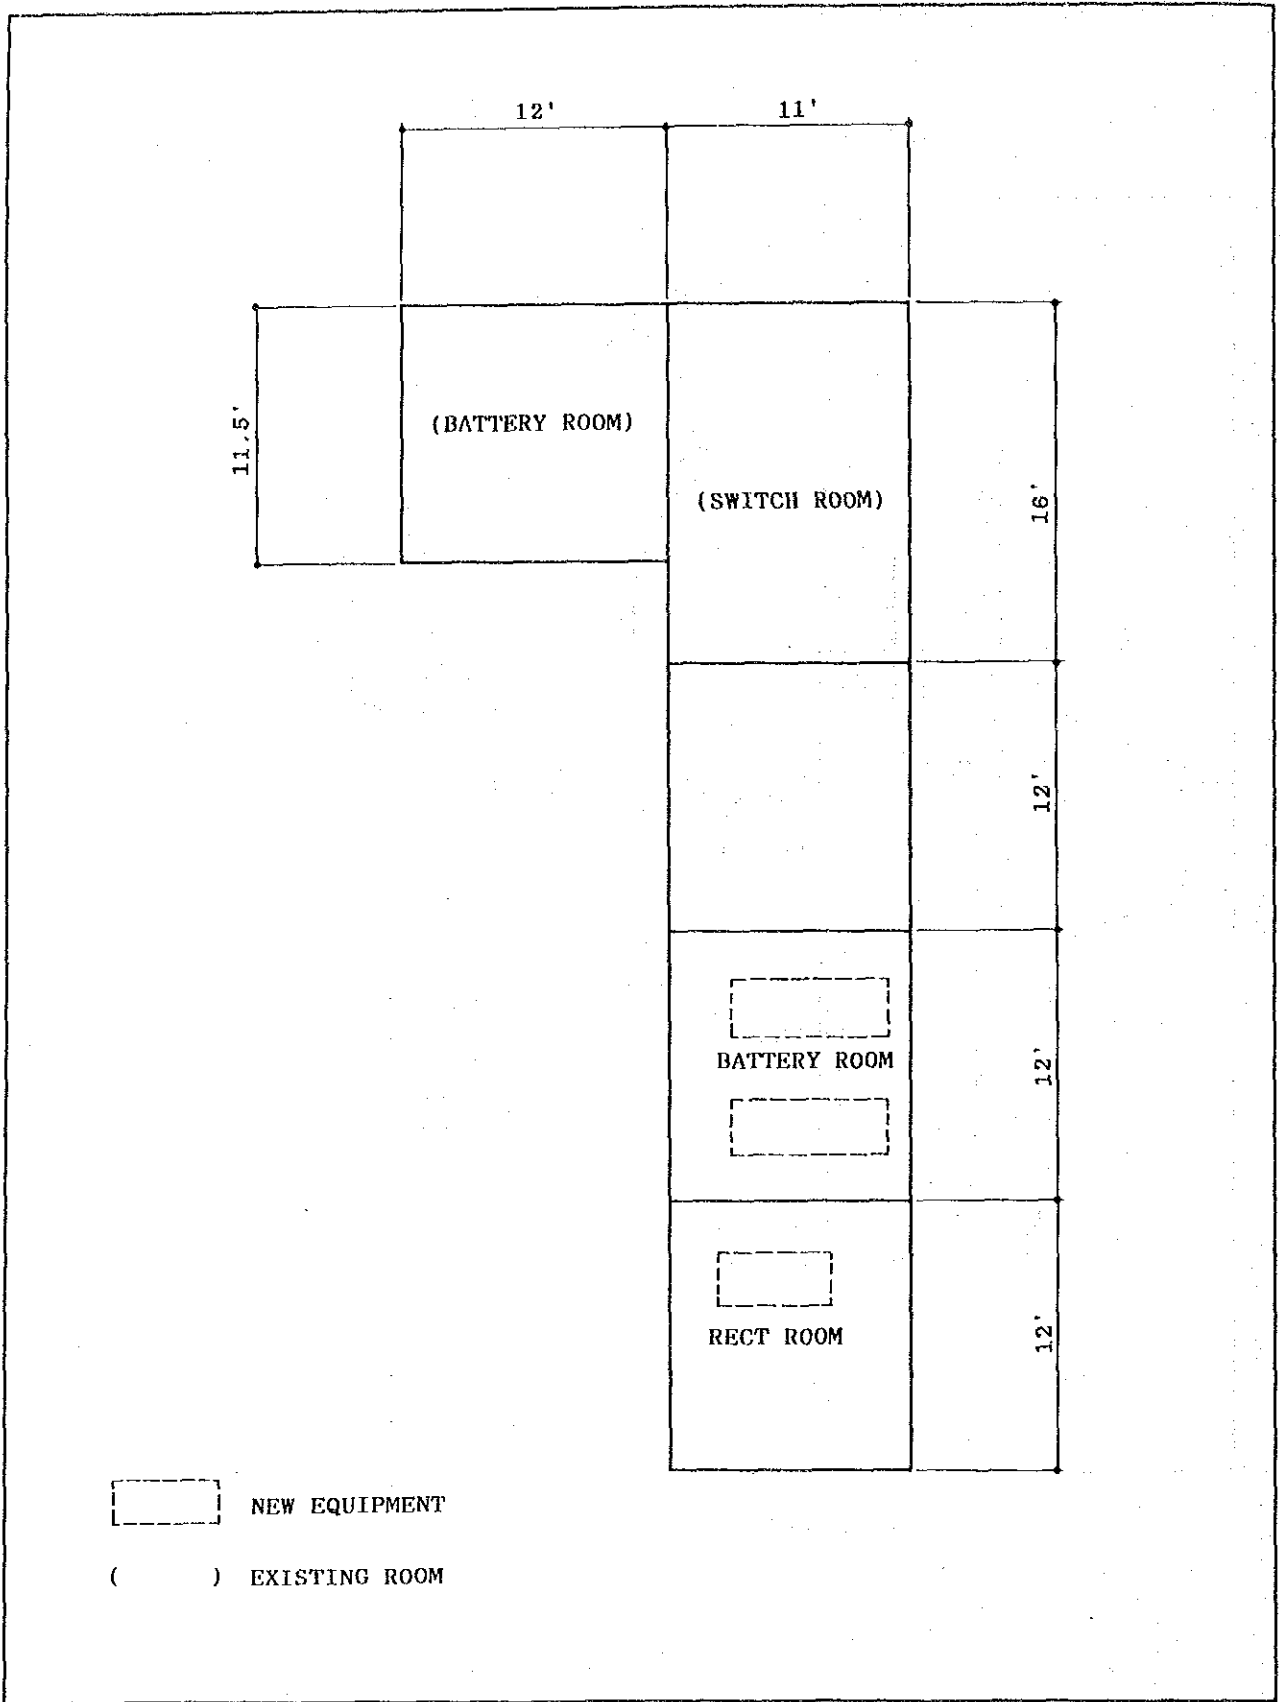 12' 11'
11.5'
(BATTERY ROOM)
(SWITCH ROOM)
16'
12'
BATTERY ROOM
12'
RECT ROOM
12'
NEW EQUIPMENT
( ) EXISTING ROOM